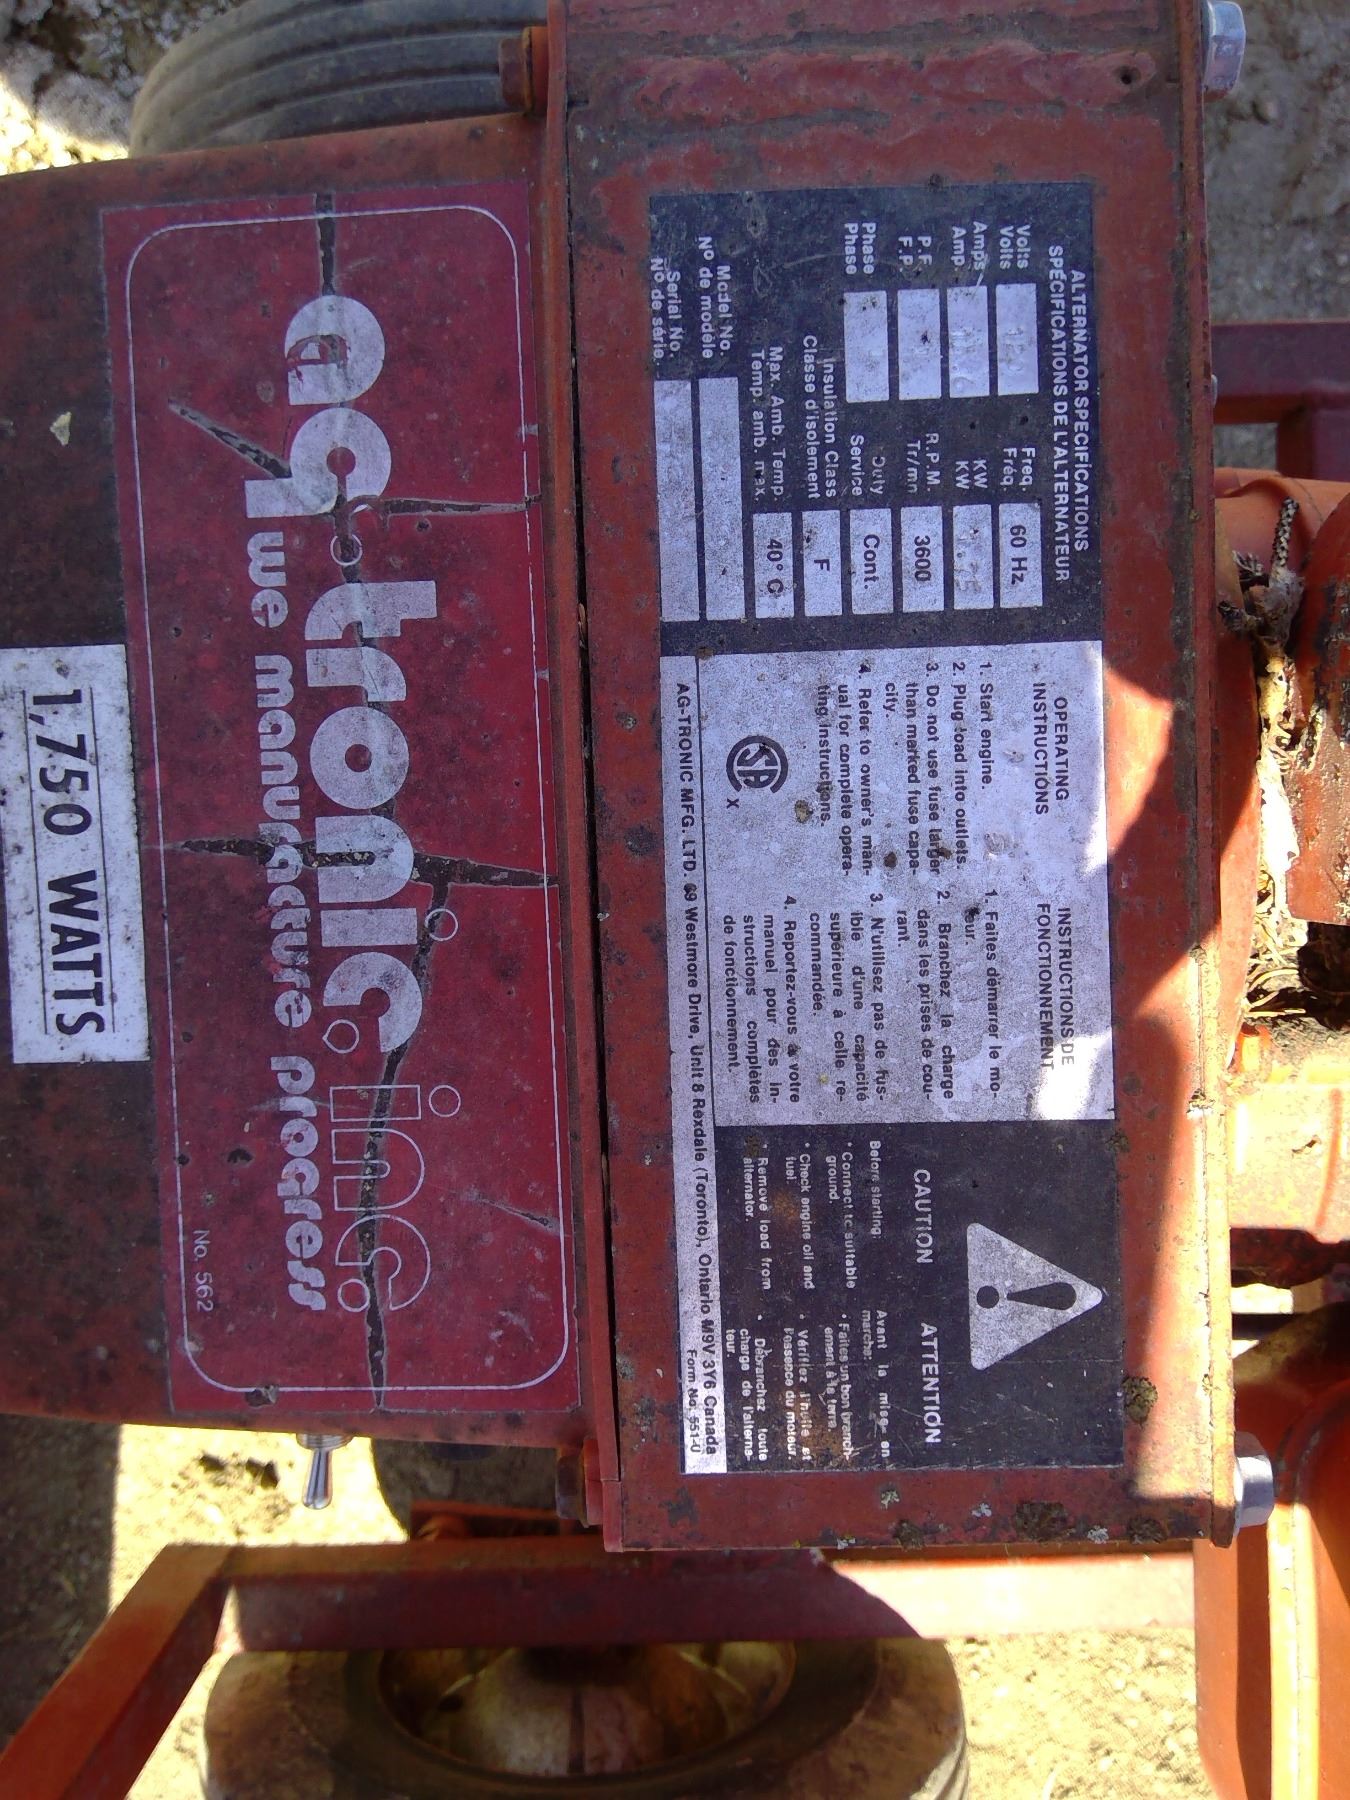 ALTERNATOR SPECIFICATIONS
SPÉCIFICATIONS DE L'ALTERNATEUR
Volts
Volts
Freq.
Fréq.
60 Hz.
Amps
Amp.
KW
KW
P.F.
F.P.
R.P.M.
Tr/mn
3600
Phase
Phase
Duty
Service
Cont.
Insulation Class
Classe d'isolement
F
Max. Amb. Temp.
Temp. amb. max.
40° C
Model No.
Nº de modèle
Serial No.
Nº de série.
OPERATING
INSTRUCTIONS
1. Start engine.
2. Plug load into outlets.
3. Do not use fuse larger
than marked fuse capa-
city.
4. Refer to owner's man-
ual for complete opera-
ting instructions.
SA
X
INSTRUCTIONS DE
FONCTIONNEMENT
1. Faites démarrer le mo-
teur.
2. Branchez la charge
dans les prises de cou-
rant.
3. N'utilisez pas de fus-
ible d'une capacité
supérieure à celle re-
commandée.
4. Reportez-vous à votre
manuel pour des in-
structions complètes
de fonctionnement.
CAUTION
Before starting:
• Connect to suitable
ground.
• Check engine oil and
fuel.
• Remove load from
alternator.
ATTENTION
Avant la mise en
marche:
• Faites un bon branch-
ement à la terre.
• Vérifiez l'huile et
l'essence du moteur.
• Débranchez toute
charge de l'alterna-
teur.
AG-TRONIC MFG. LTD. 69 Westmore Drive, Unit 8 Rexdale (Toronto), Ontario M9V 3Y6 Canada
Form No. 551-U
ag·tronic. inc.
we manufacture progress
No. 562
1,750 WATTS